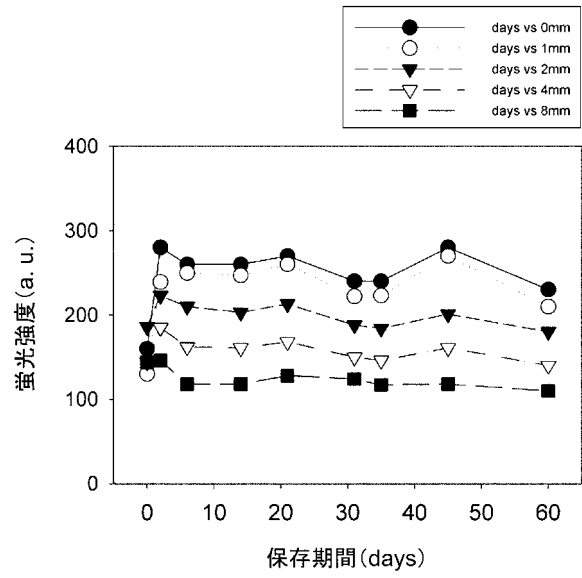 days vs 0mm
days vs 1mm
days vs 2mm
days vs 4mm
days vs 8mm
400
300
200
100
0
蛍光強度(a. u.)
0 10 20 30 40 50 60
保存期間(days)